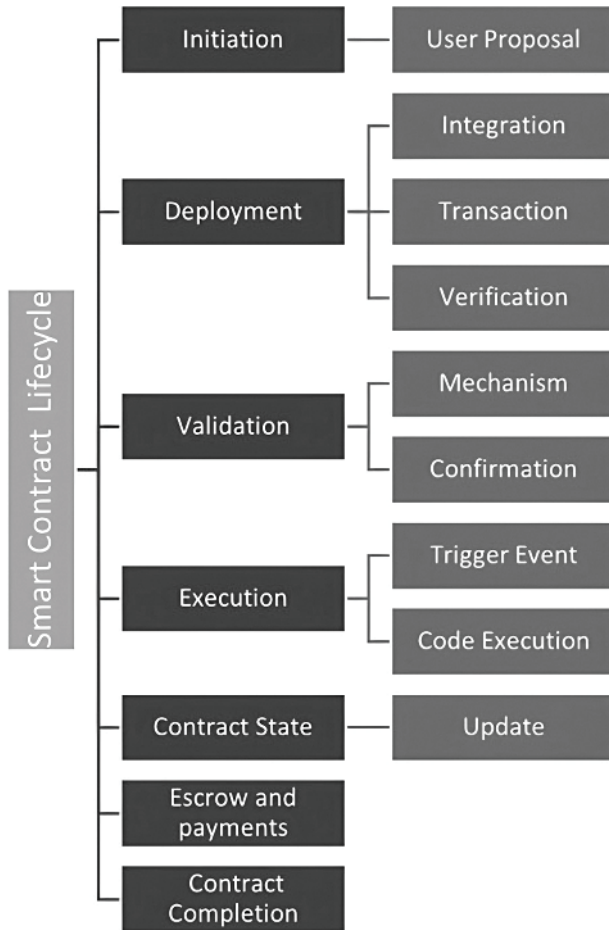 Smart Contract Lifecycle
Initiation
User Proposal
Deployment
Integration
Transaction
Verification
Validation
Mechanism
Confirmation
Execution
Trigger Event
Code Execution
Contract State
Update
Escrow and
payments
Contract
Completion